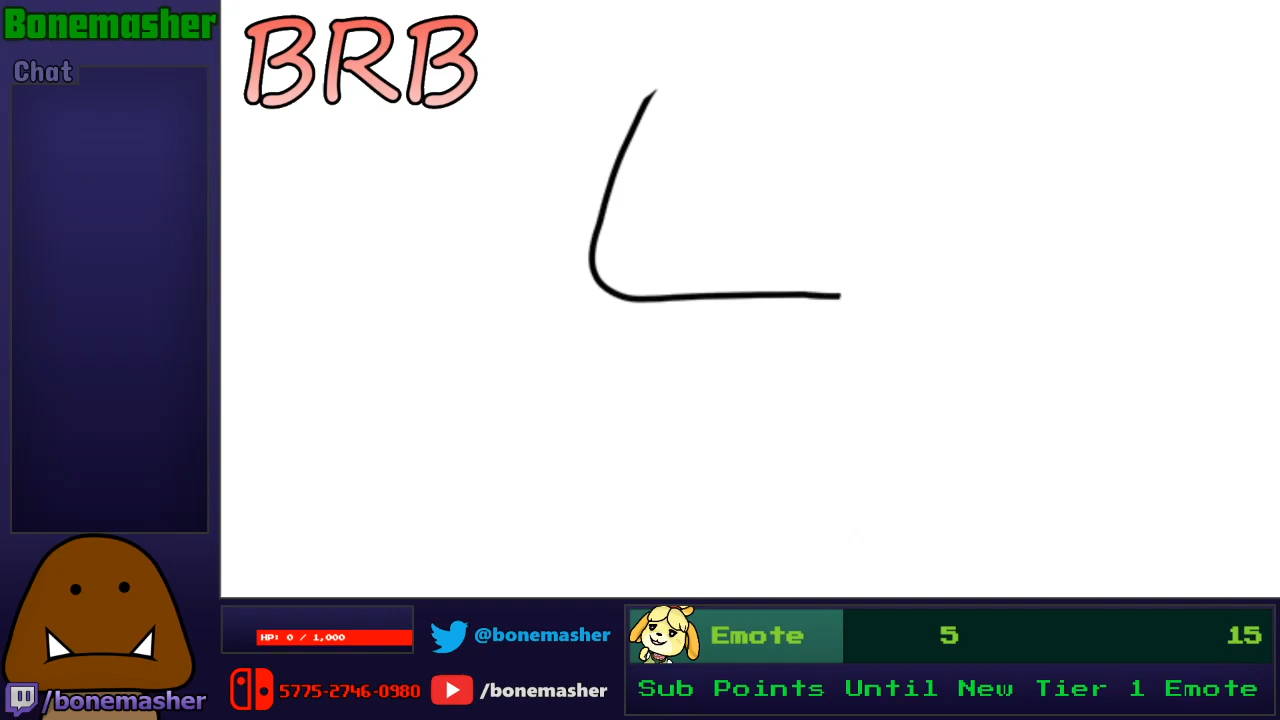 Bonemasher
BRB
Chat
HP: 0 / 1,000
@bonemasher
Emote 5 15
/bonemasher
5775-2746-0980
/bonemasher
Sub Points Until New Tier 1 Emote